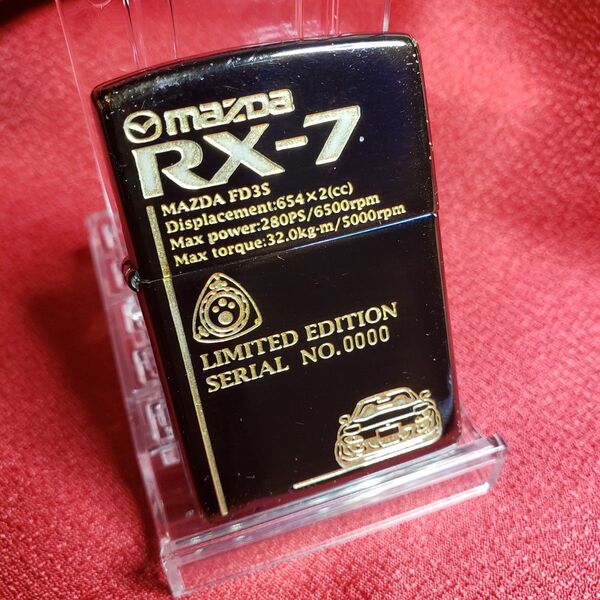 mazda
RX-7
MAZDA FD3S
Displacement:654×2(cc)
Max power:280PS/6500rpm
Max torque:32.0kg-m/5000rpm
LIMITED EDITION
SERIAL NO.0000